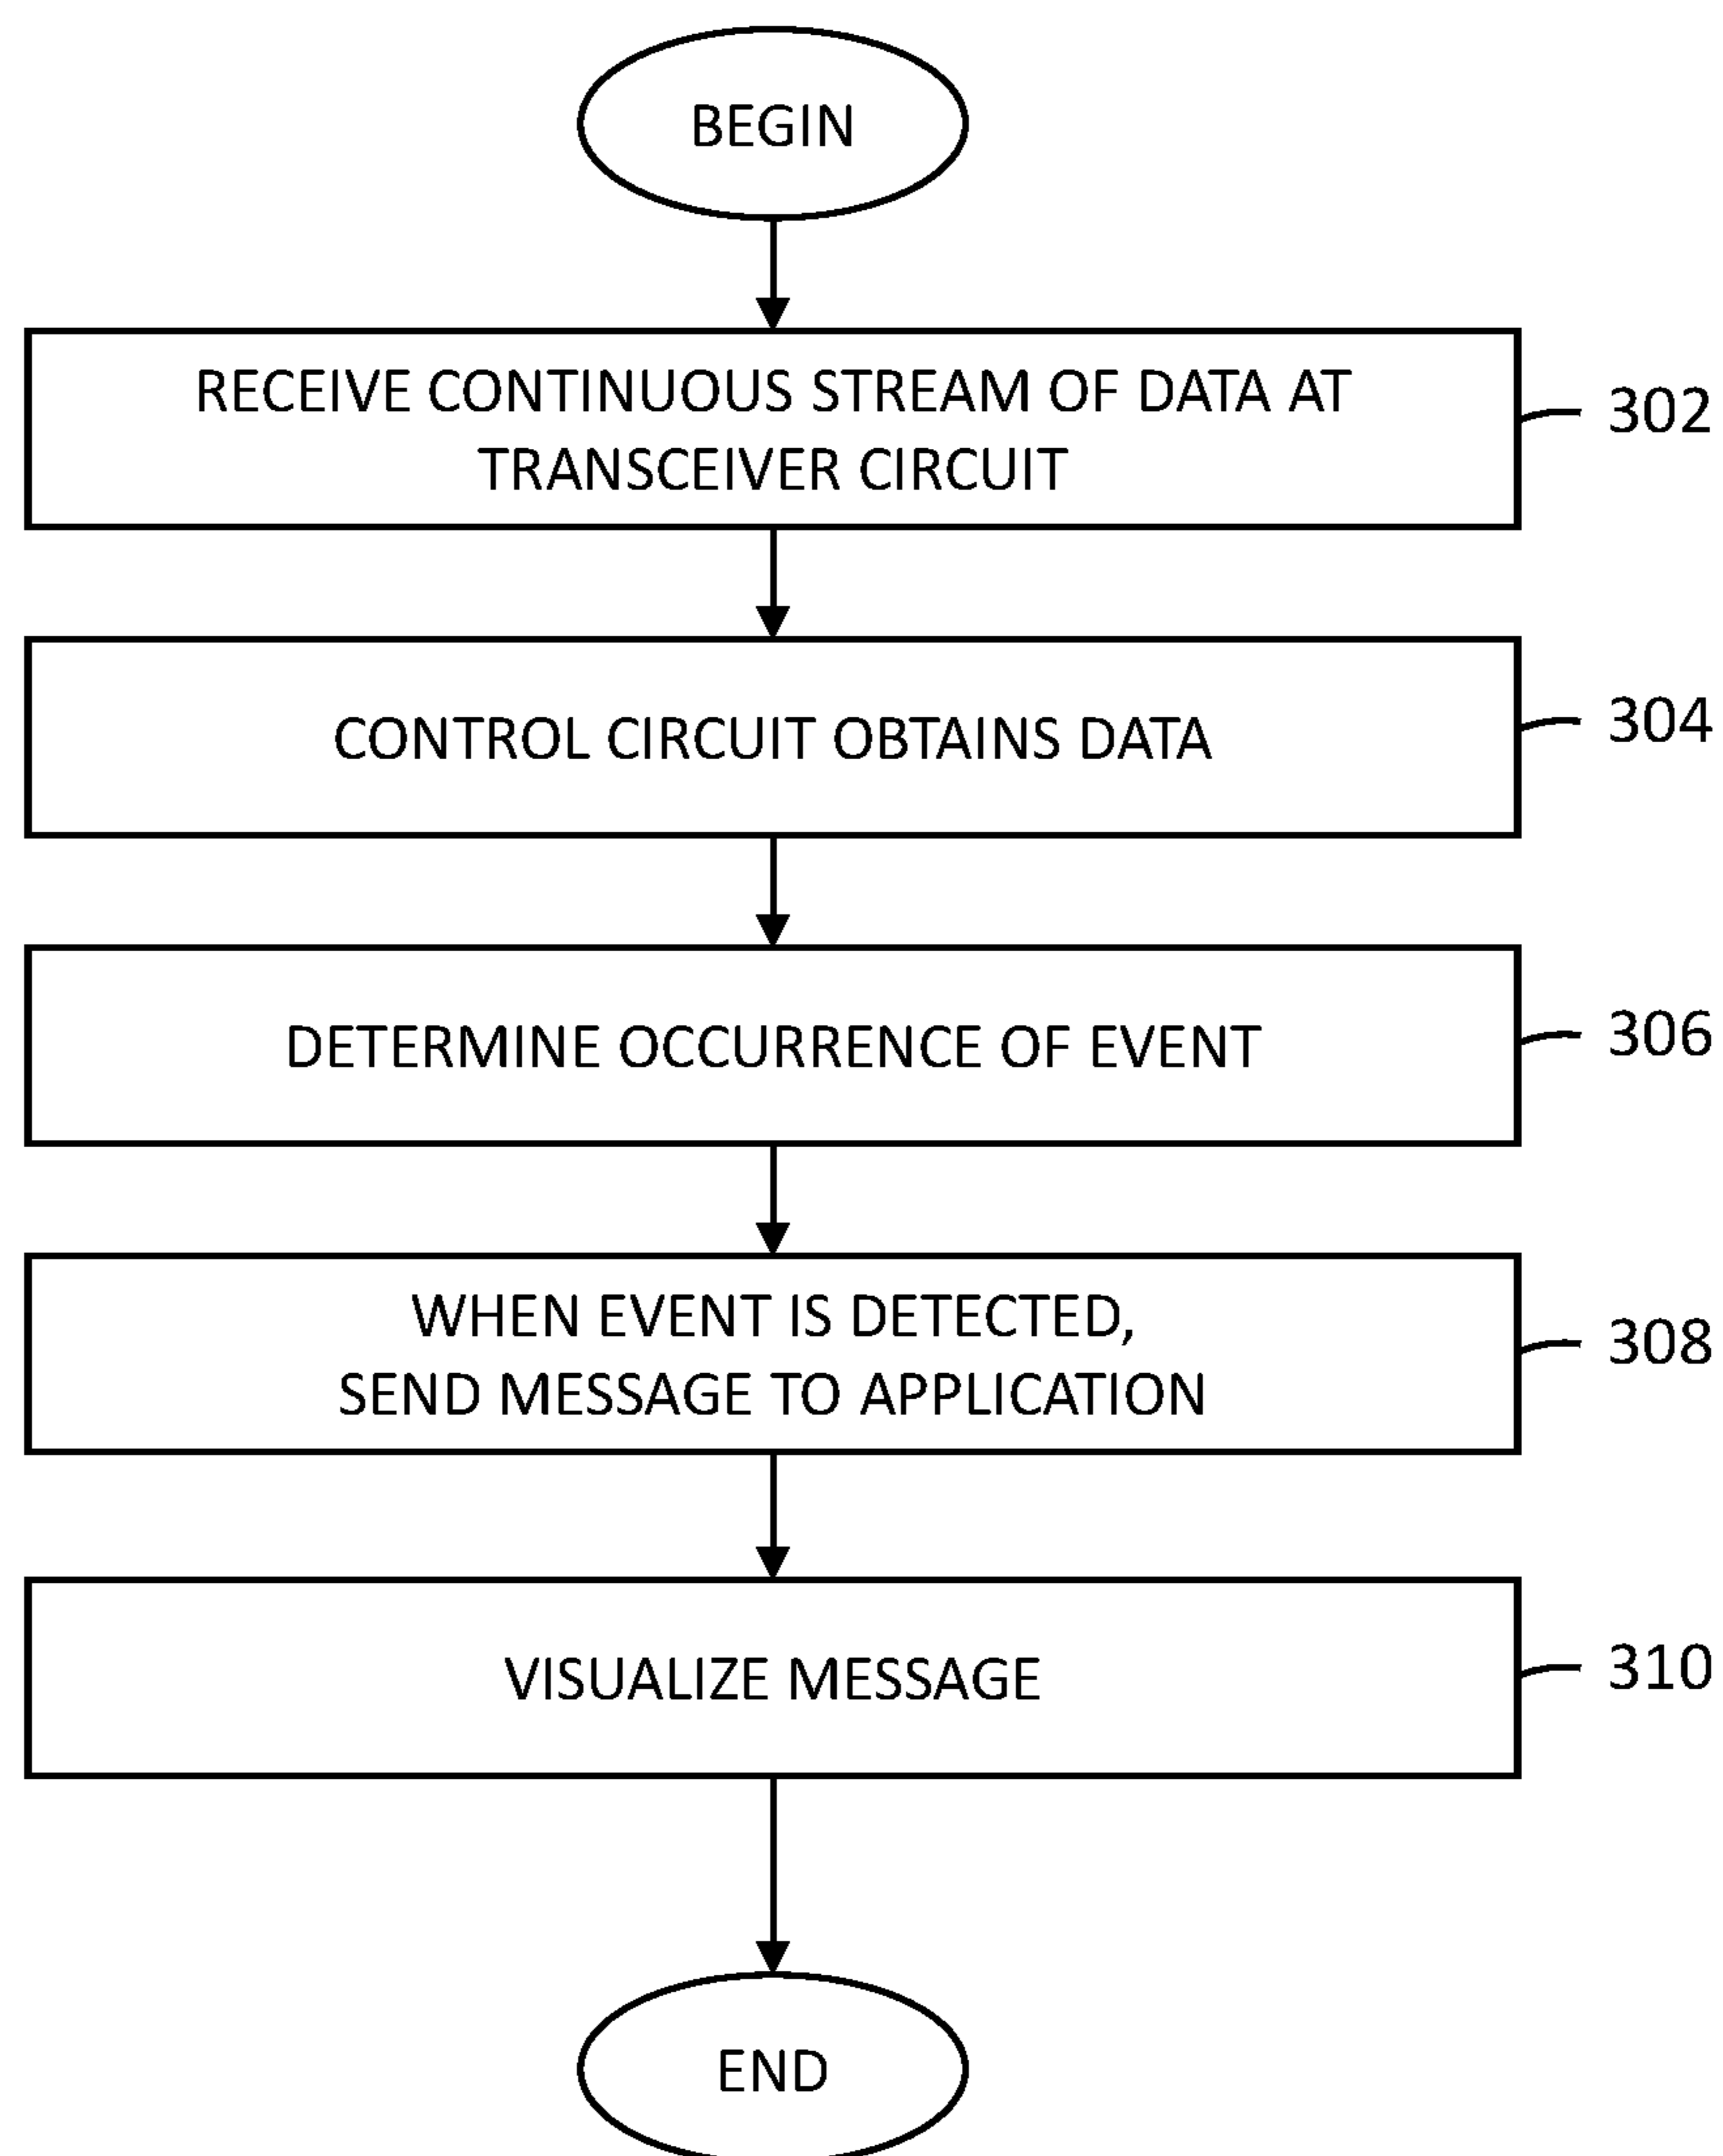 BEGIN
RECEIVE CONTINUOUS STREAM OF DATA AT
TRANSCEIVER CIRCUIT
302
CONTROL CIRCUIT OBTAINS DATA
304
DETERMINE OCCURRENCE OF EVENT
306
WHEN EVENT IS DETECTED,
SEND MESSAGE TO APPLICATION
308
VISUALIZE MESSAGE
310
END